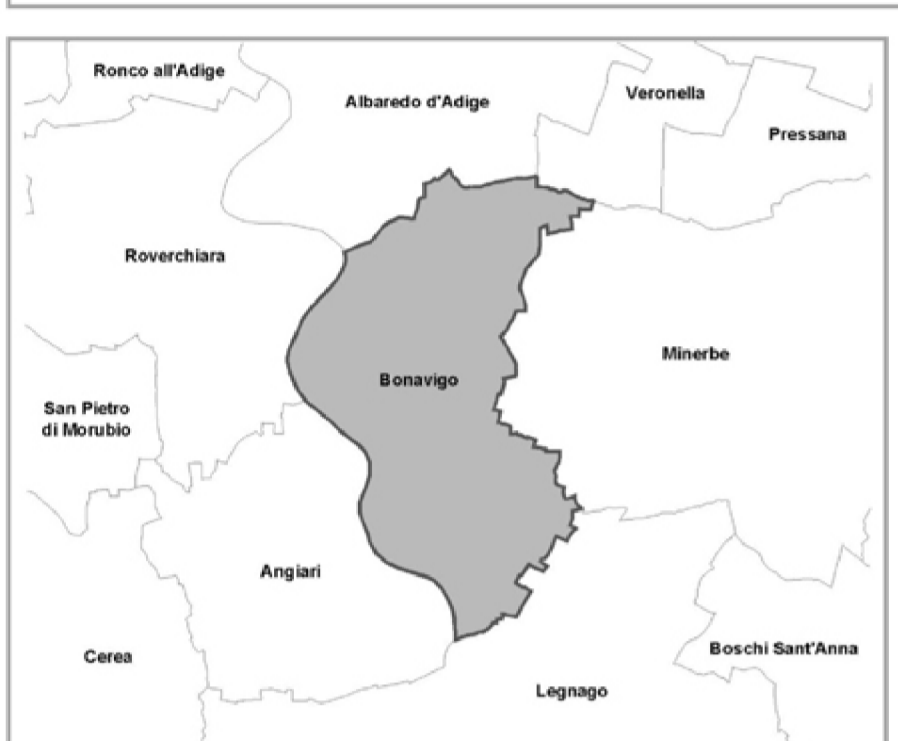 Ronco all'Adige
Albaredo d'Adige
Veronella
Pressana
Roverchiara
Minerbe
Bonavigo
San Pietro
di Morubio
Angiari
Cerea
Boschi Sant'Anna
Legnago